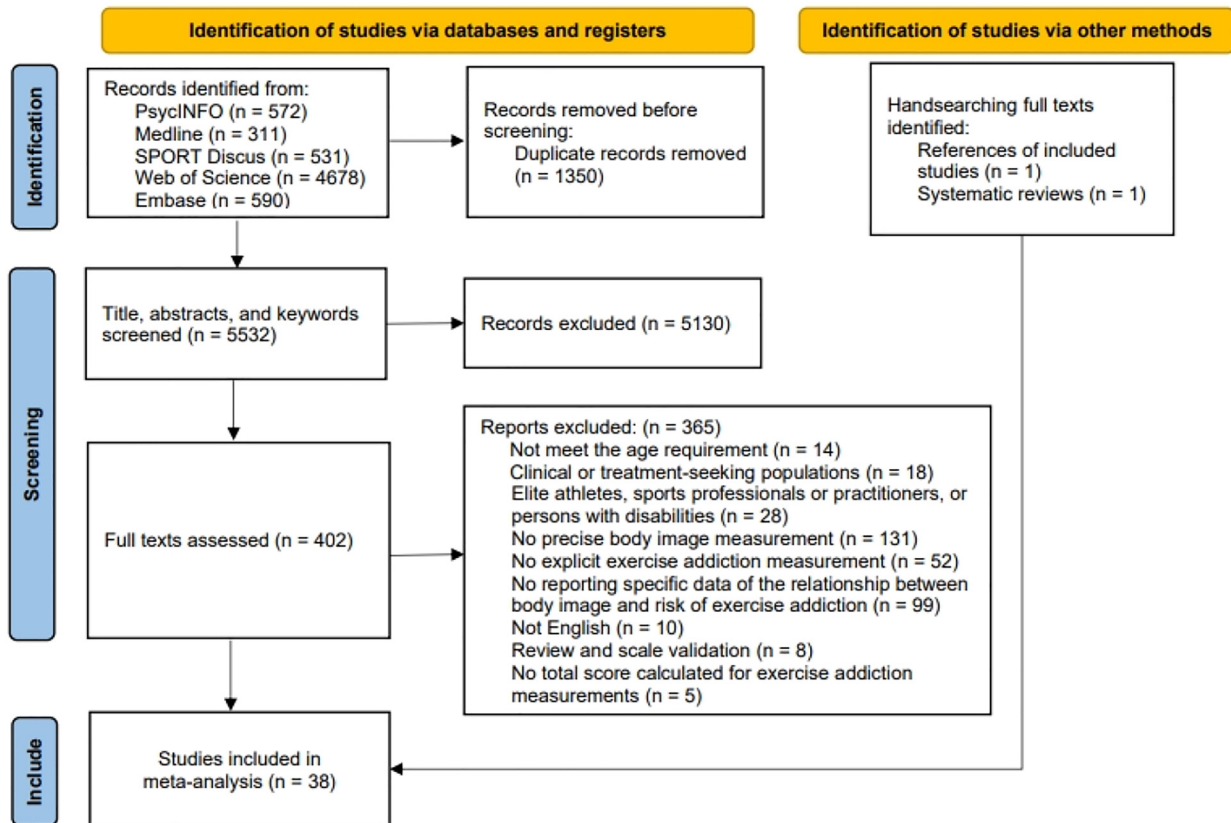 Identification of studies via databases and registers
Identification of studies via other methods
Identification
Records identified from:
PsycINFO (n = 572)
Medline (n = 311)
SPORT Discus (n = 531)
Web of Science (n = 4678)
Embase (n = 590)
Records removed before
screening:
Duplicate records removed
(n = 1350)
Handsearching full texts
identified:
References of included
studies (n = 1)
Systematic reviews (n = 1)
Screening
Title, abstracts, and keywords
screened (n = 5532)
Records excluded (n = 5130)
Full texts assessed (n = 402)
Reports excluded: (n = 365)
Not meet the age requirement (n = 14)
Clinical or treatment-seeking populations (n = 18)
Elite athletes, sports professionals or practitioners, or
persons with disabilities (n = 28)
No precise body image measurement (n = 131)
No explicit exercise addiction measurement (n = 52)
No reporting specific data of the relationship between
body image and risk of exercise addiction (n = 99)
Not English (n = 10)
Review and scale validation (n = 8)
No total score calculated for exercise addiction
measurements (n = 5)
Include
Studies included in
meta-analysis (n = 38)